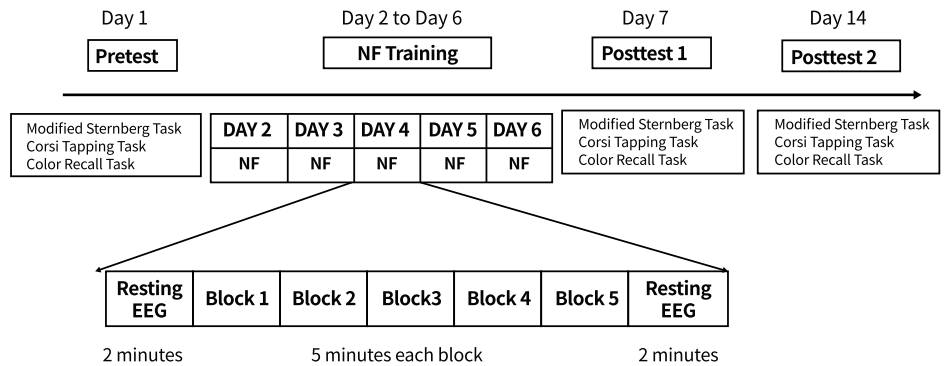 Day 1
Day 2 to Day 6
Day 7
Day 14
Pretest
NF Training
Posttest 1
Posttest 2
Modified Sternberg Task
Corsi Tapping Task
Color Recall Task
DAY 2 DAY 3 DAY 4 DAY 5 DAY 6
NF NF NF NF NF
Modified Sternberg Task
Corsi Tapping Task
Color Recall Task
Modified Sternberg Task
Corsi Tapping Task
Color Recall Task
Resting
EEG
Block 1
Block 2
Block3
Block 4
Block 5
Resting
EEG
2 minutes
5 minutes each block
2 minutes